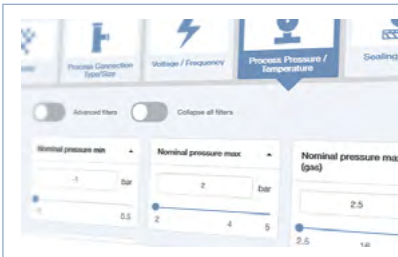 Process Connection
Type/Size
Voltage / Frequency
Process Pressure /
Temperature
Sealing
Advanced filters
Collapse all filters
Nominal pressure min
Nominal pressure max
Nominal pressure max
(gas)
-1
bar
2
bar
2.5
-1
0.5
2
4
5
2.5
16